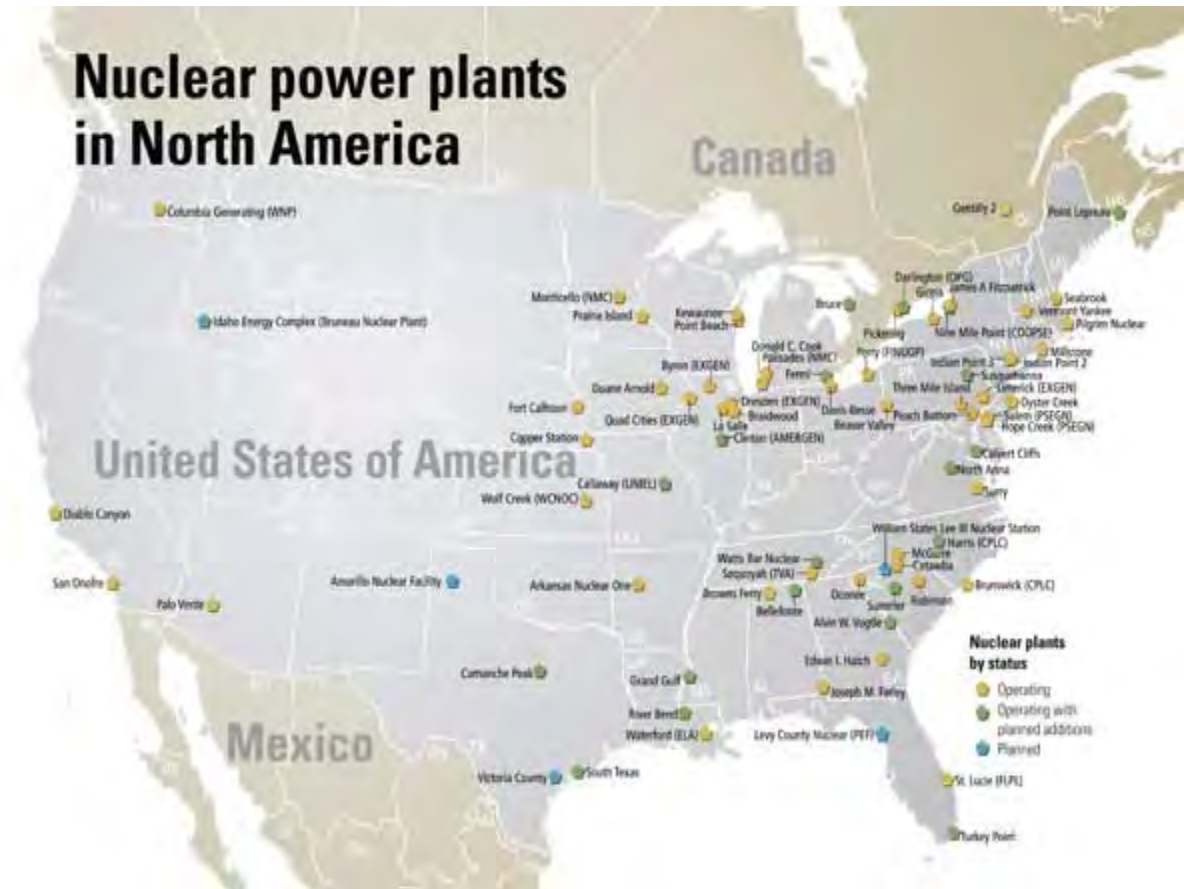 Nuclear power plants
in North America
Canada
Columbia Generating (WNP)
Gentilly 2
Point Lepreau
Idaho Energy Complex (Bruneau Nuclear Plant)
Monticello (NMC)
Prairie Island
Kewaunee
Point Beach
Bruce
Darlington (OPG)
Ginna
James A Fitzpatrick
Seabrook
Vermont Yankee
Pilgrim Nuclear
Pickering
Nine Mile Point (COOPSE)
Donald C. Cook
Palisades (NMC)
Perry (FINUOP)
Millstone
Indian Point 3
Indian Point 2
Byron (EXGEN)
Fermi
Susquehanna
Duane Arnold
Three Mile Island
Limerick (EXGEN)
Fort Calhoun
Quad Cities (EXGEN)
Dresden (EXGEN)
Braidwood
La Salle
Davis-Besse
Beaver Valley
Peach Bottom
Oyster Creek
Salem (PSEGN)
Hope Creek (PSEGN)
Copper Station
Clinton (AMERGEN)
United States of America
Calvert Cliffs
North Anna
Callaway (UNIEL)
Surry
Wolf Creek (WCNOC)
Diablo Canyon
William States Lee III Nuclear Station
Harris (CPLC)
McGuire
Catawba
Watts Bar Nuclear
Sequoyah (TVA)
San Onofre
Amarillo Nuclear Facility
Arkansas Nuclear One
Browns Ferry
Bellefonte
Oconee
Summer
Robinson
Brunswick (CPLC)
Palo Verde
Alvin W. Vogtle
Edwin I. Hatch
Comanche Peak
Grand Gulf
Joseph M. Farley
River Bend
Waterford (ELA)
Levy County Nuclear (PEF)
Mexico
Victoria County
South Texas
St. Lucie (FLPL)
Turkey Point
Nuclear plants
by status
Operating
Operating with
planned additions
Planned